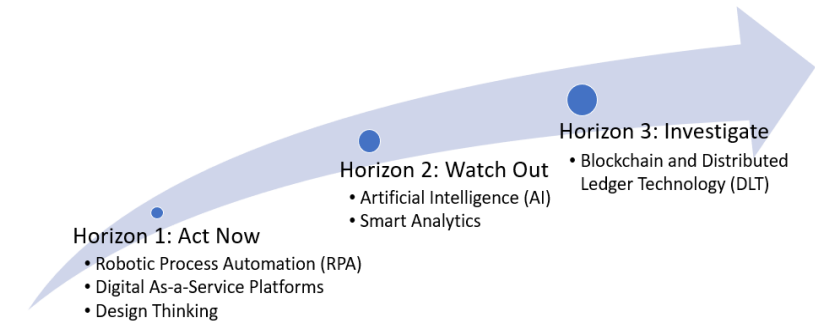 Horizon 1: Act Now
• Robotic Process Automation (RPA)
• Digital As-a-Service Platforms
• Design Thinking
Horizon 2: Watch Out
• Artificial Intelligence (AI)
• Smart Analytics
Horizon 3: Investigate
• Blockchain and Distributed
Ledger Technology (DLT)